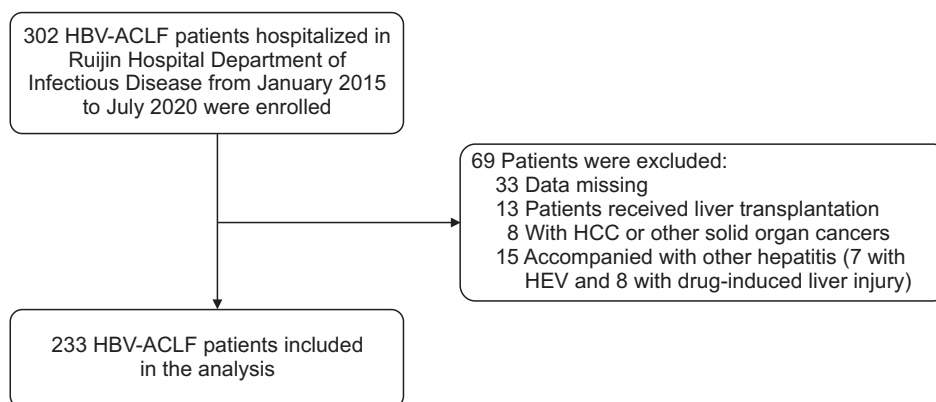 302 HBV-ACLF patients hospitalized in
Ruijin Hospital Department of
Infectious Disease from January 2015
to July 2020 were enrolled
69 Patients were excluded:
33 Data missing
13 Patients received liver transplantation
8 With HCC or other solid organ cancers
15 Accompanied with other hepatitis (7 with
HEV and 8 with drug-induced liver injury)
233 HBV-ACLF patients included
in the analysis